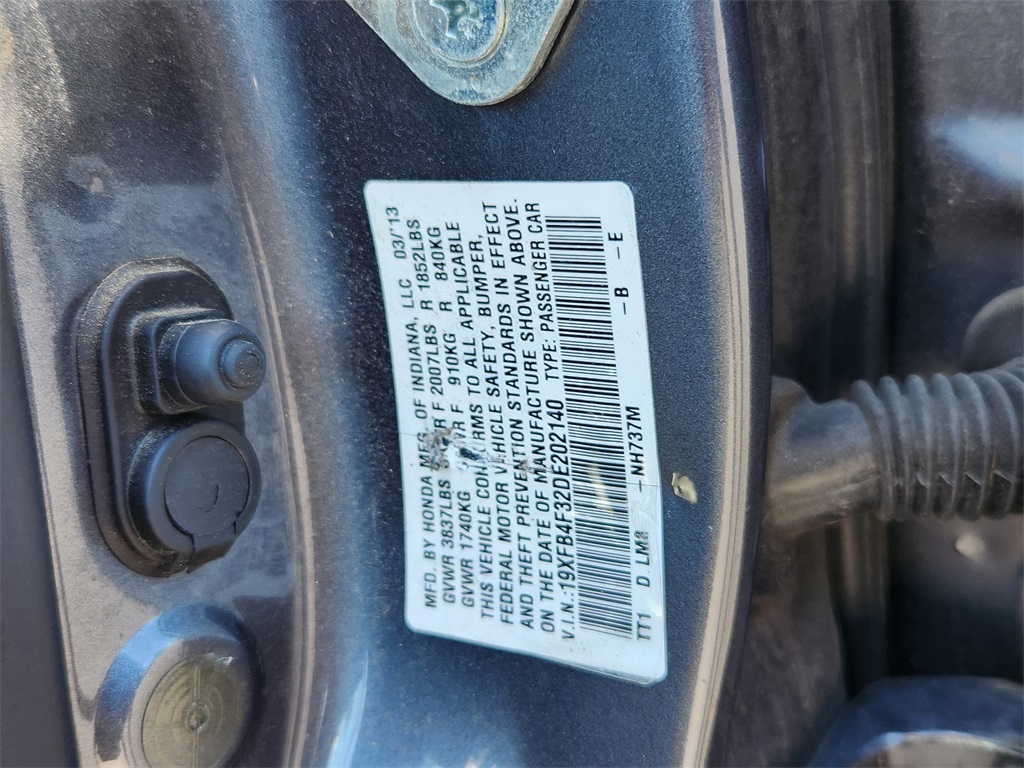 MFD. BY HONDA MFG. OF INDIANA, LLC 03/'13
GVWR 3837LBS F 2007LBS R 1852LBS
GVWR 1740KG F 910KG R 840KG
THIS VEHICLE CONFORMS TO ALL APPLICABLE
FEDERAL MOTOR VEHICLE SAFETY, BUMPER,
AND THEFT PREVENTION STANDARDS IN EFFECT
ON THE DATE OF MANUFACTURE SHOWN ABOVE.
V.I.N.:19XFB4F32DE202140 TYPE: PASSENGER CAR
TT1 D LM8 -NH737M -B -E